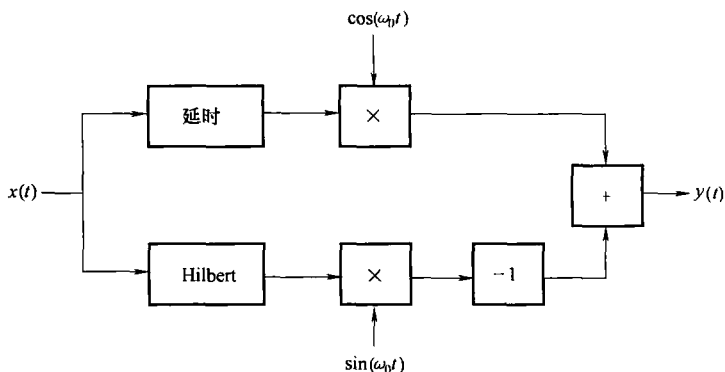 cos(ω₀t)
延时
×
x(t)
+
y(t)
Hilbert
×
−1
sin(ω₀t)